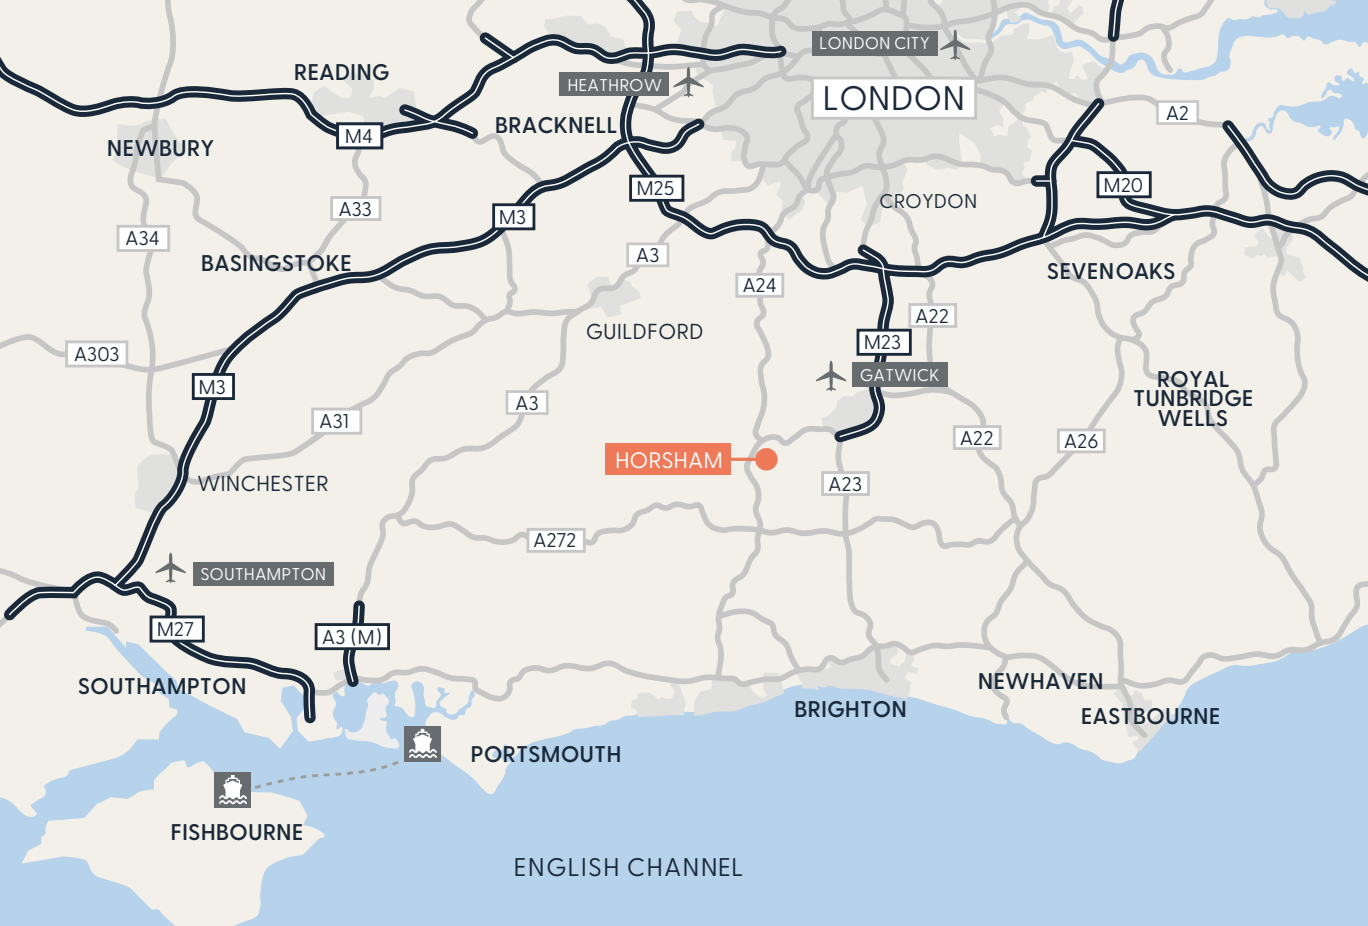 LONDON CITY
READING
HEATHROW
LONDON
A2
M4
BRACKNELL
NEWBURY
M25
M20
A33
M3
CROYDON
A34
A3
BASINGSTOKE
SEVENOAKS
A24
A22
GUILDFORD
M23
A303
GATWICK
M3
ROYAL
TUNBRIDGE
WELLS
A3
A31
A22
A26
HORSHAM
WINCHESTER
A23
A272
SOUTHAMPTON
M27
A3 (M)
SOUTHAMPTON
NEWHAVEN
BRIGHTON
EASTBOURNE
PORTSMOUTH
FISHBOURNE
ENGLISH CHANNEL